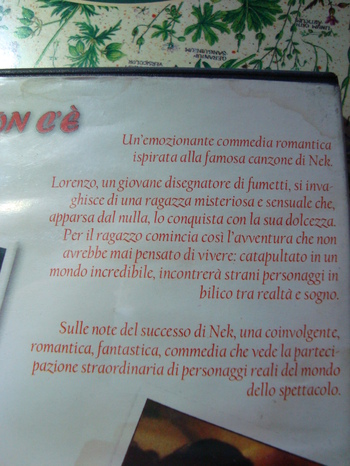 ON C'È
Un'emozionante commedia romantica
ispirata alla famosa canzone di Nek.
Lorenzo, un giovane disegnatore di fumetti, si inva-
ghisce di una ragazza misteriosa e sensuale che,
apparsa dal nulla, lo conquista con la sua dolcezza.
Per il ragazzo comincia così l'avventura che non
avrebbe mai pensato di vivere: catapultato in un
mondo incredibile, incontrerà strani personaggi in
bilico tra realtà e sogno.
Sulle note del successo di Nek, una coinvolgente,
romantica, fantastica, commedia che vede la parteci-
pazione straordinaria di personaggi reali del mondo
dello spettacolo.